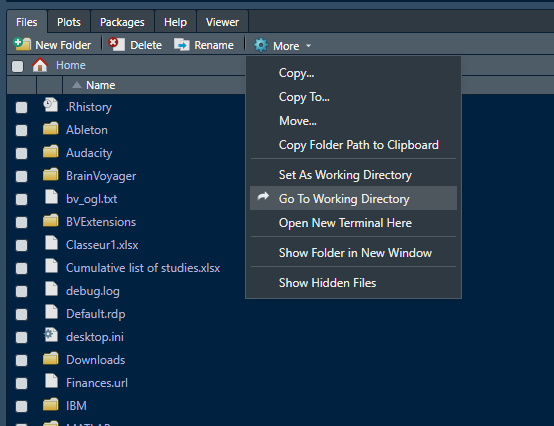 Files Plots Packages Help Viewer
New Folder Delete Rename More
Home
Name
.Rhistory
Ableton
Audacity
BrainVoyager
bv_ogl.txt
BVExtensions
Classeur1.xlsx
Cumulative list of studies.xlsx
debug.log
Default.rdp
desktop.ini
Downloads
Finances.url
IBM
MATLAB
Copy...
Copy To...
Move...
Copy Folder Path to Clipboard
Set As Working Directory
Go To Working Directory
Open New Terminal Here
Show Folder in New Window
Show Hidden Files